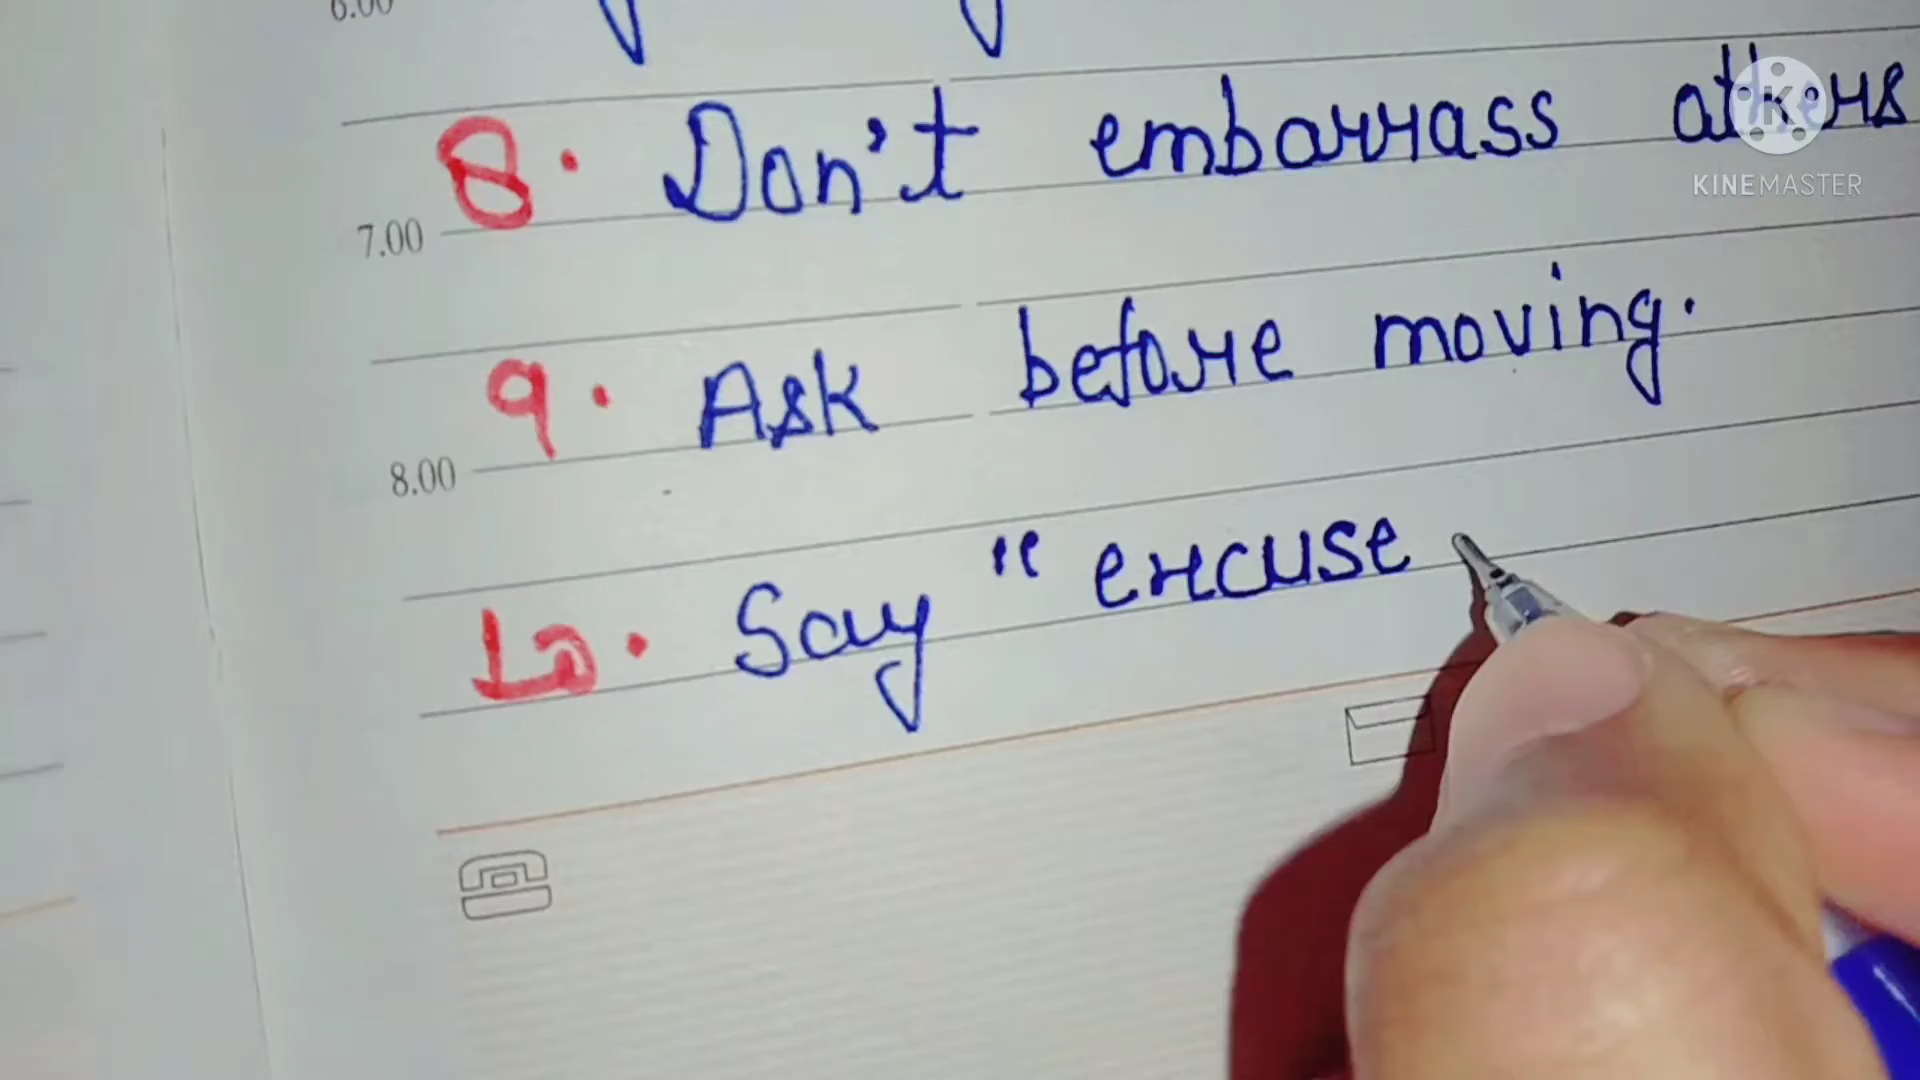 6.00
8. Don't embarrass others
KINEMASTER
7.00
9. Ask before moving.
8.00
10. Say "excuse